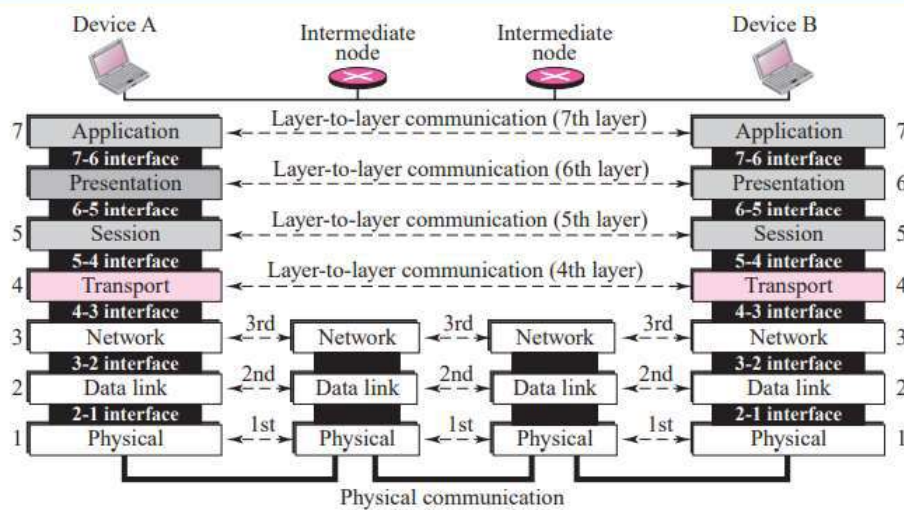 Device A
Intermediate node
Intermediate node
Device B
7 Application Layer-to-layer communication (7th layer) Application 7
7-6 interface 7-6 interface
Presentation Layer-to-layer communication (6th layer) Presentation 6
6-5 interface 6-5 interface
5 Session Layer-to-layer communication (5th layer) Session 5
5-4 interface 5-4 interface
4 Transport Layer-to-layer communication (4th layer) Transport 4
4-3 interface 4-3 interface
3 Network 3rd Network 3rd Network 3rd Network 3
3-2 interface 3-2 interface
2 Data link 2nd Data link 2nd Data link 2nd Data link 2
2-1 interface 2-1 interface
1 Physical 1st Physical 1st Physical 1st Physical 1
Physical communication